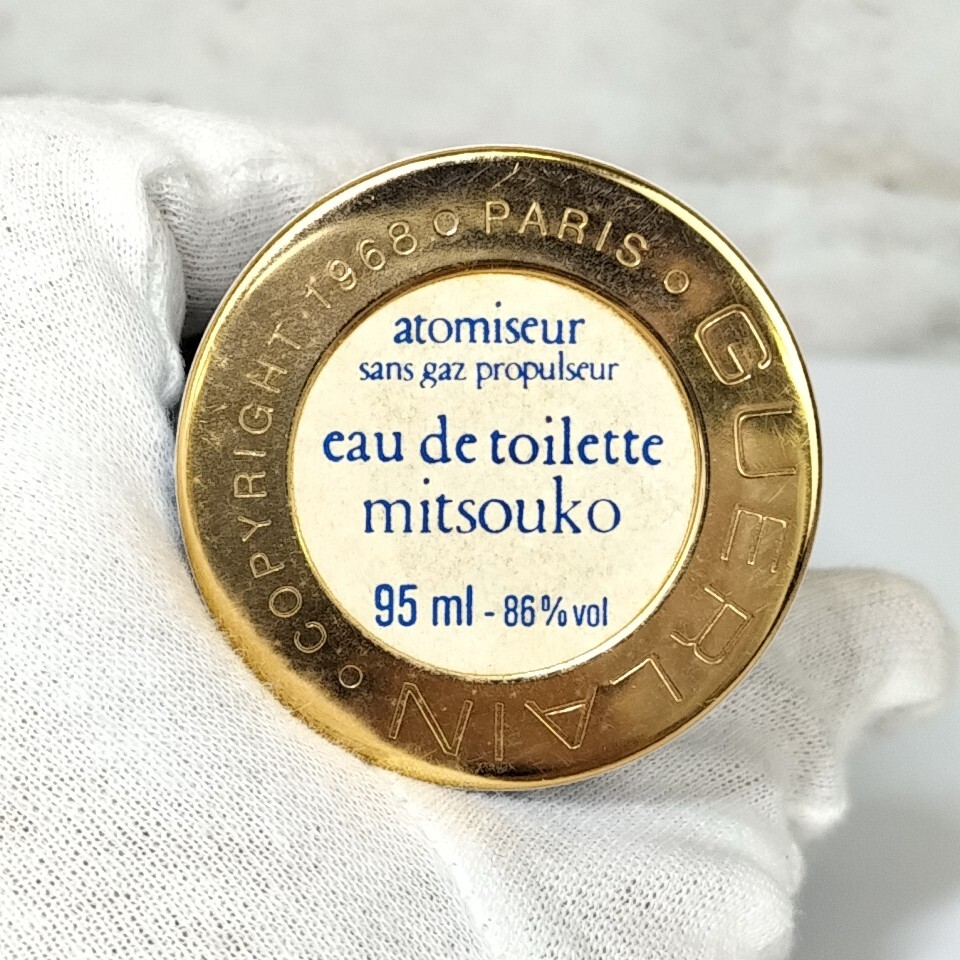 COPYRIGHT·1968 ○ PARIS ○ GUERLAIN ○
atomiseur
sans gaz propulseur
eau de toilette
mitsouko
95 ml - 86% vol